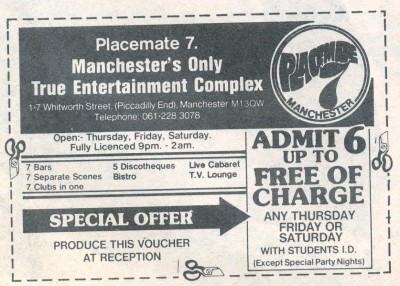 Placemate 7.
Manchester's Only
True Entertainment Complex
1-7 Whitworth Street, (Piccadilly End), Manchester M13QW
Telephone: 061-228 3078
PLACEMATE
7
MANCHESTER
Open:- Thursday, Friday, Saturday.
Fully Licenced 9pm. - 2am.
7 Bars
7 Separate Scenes
7 Clubs in one
5 Discotheques
Bistro
Live Cabaret
T.V. Lounge
SPECIAL OFFER
PRODUCE THIS VOUCHER
AT RECEPTION
ADMIT 6
UP TO
FREE OF
CHARGE
ANY THURSDAY
FRIDAY OR
SATURDAY
WITH STUDENTS I.D.
(Except Special Party Nights)